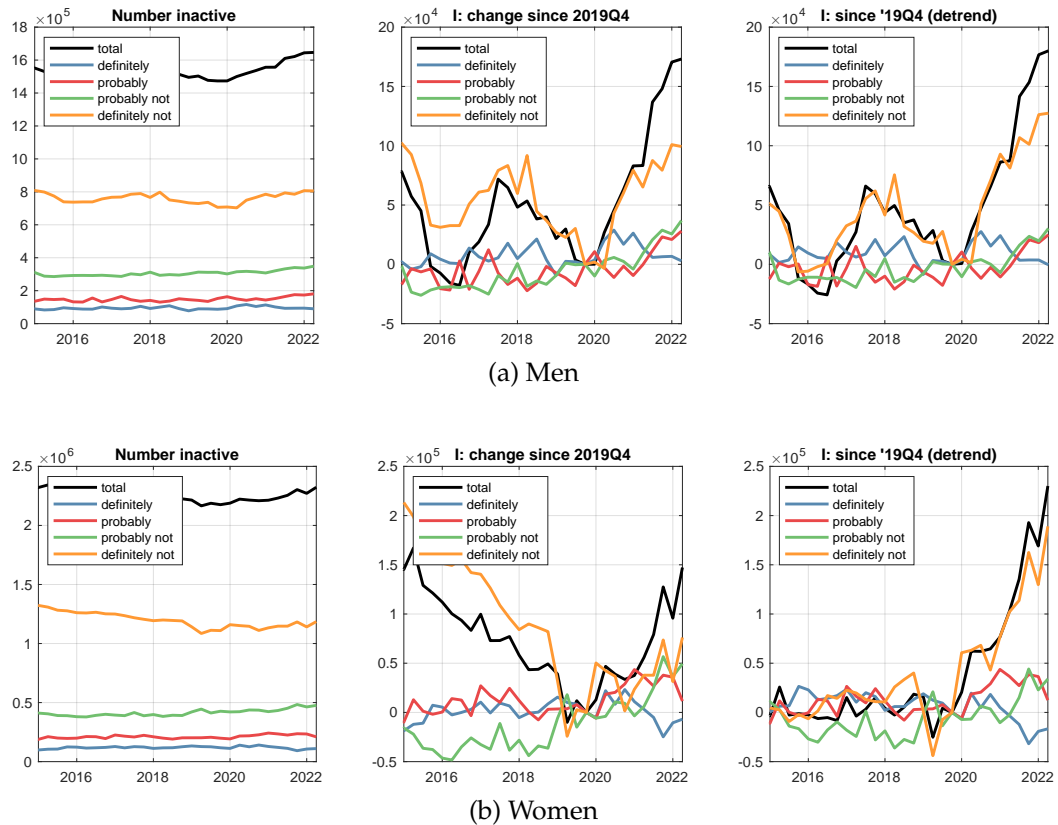 Number inactive
×10^5
18
16
14
12
10
8
6
4
2
0
total
definitely
probably
probably not
definitely not
2016
2018
2020
2022
I: change since 2019Q4
×10^4
20
15
10
5
0
-5
total
definitely
probably
probably not
definitely not
2016
2018
2020
2022
I: since '19Q4 (detrend)
×10^4
20
15
10
5
0
-5
total
definitely
probably
probably not
definitely not
2016
2018
2020
2022
(a) Men
Number inactive
×10^6
2.5
2
1.5
1
0.5
0
total
definitely
probably
probably not
definitely not
2016
2018
2020
2022
I: change since 2019Q4
×10^5
2.5
2
1.5
1
0.5
0
-0.5
total
definitely
probably
probably not
definitely not
2016
2018
2020
2022
I: since '19Q4 (detrend)
×10^5
2.5
2
1.5
1
0.5
0
-0.5
total
definitely
probably
probably not
definitely not
2016
2018
2020
2022
(b) Women